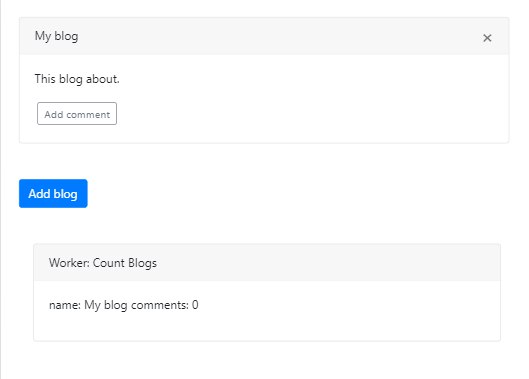 My blog ×
This blog about.
Add comment
Add blog
Worker: Count Blogs
name: My blog comments: 0